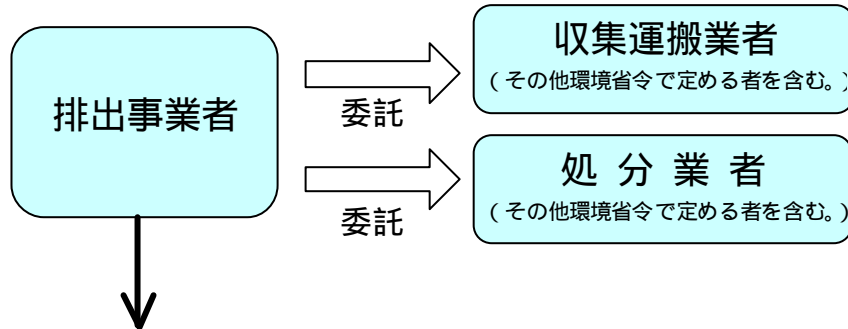 排出事業者
委託
収集運搬業者
(その他環境省令で定める者を含む。)
委託
処分業者
(その他環境省令で定める者を含む。)